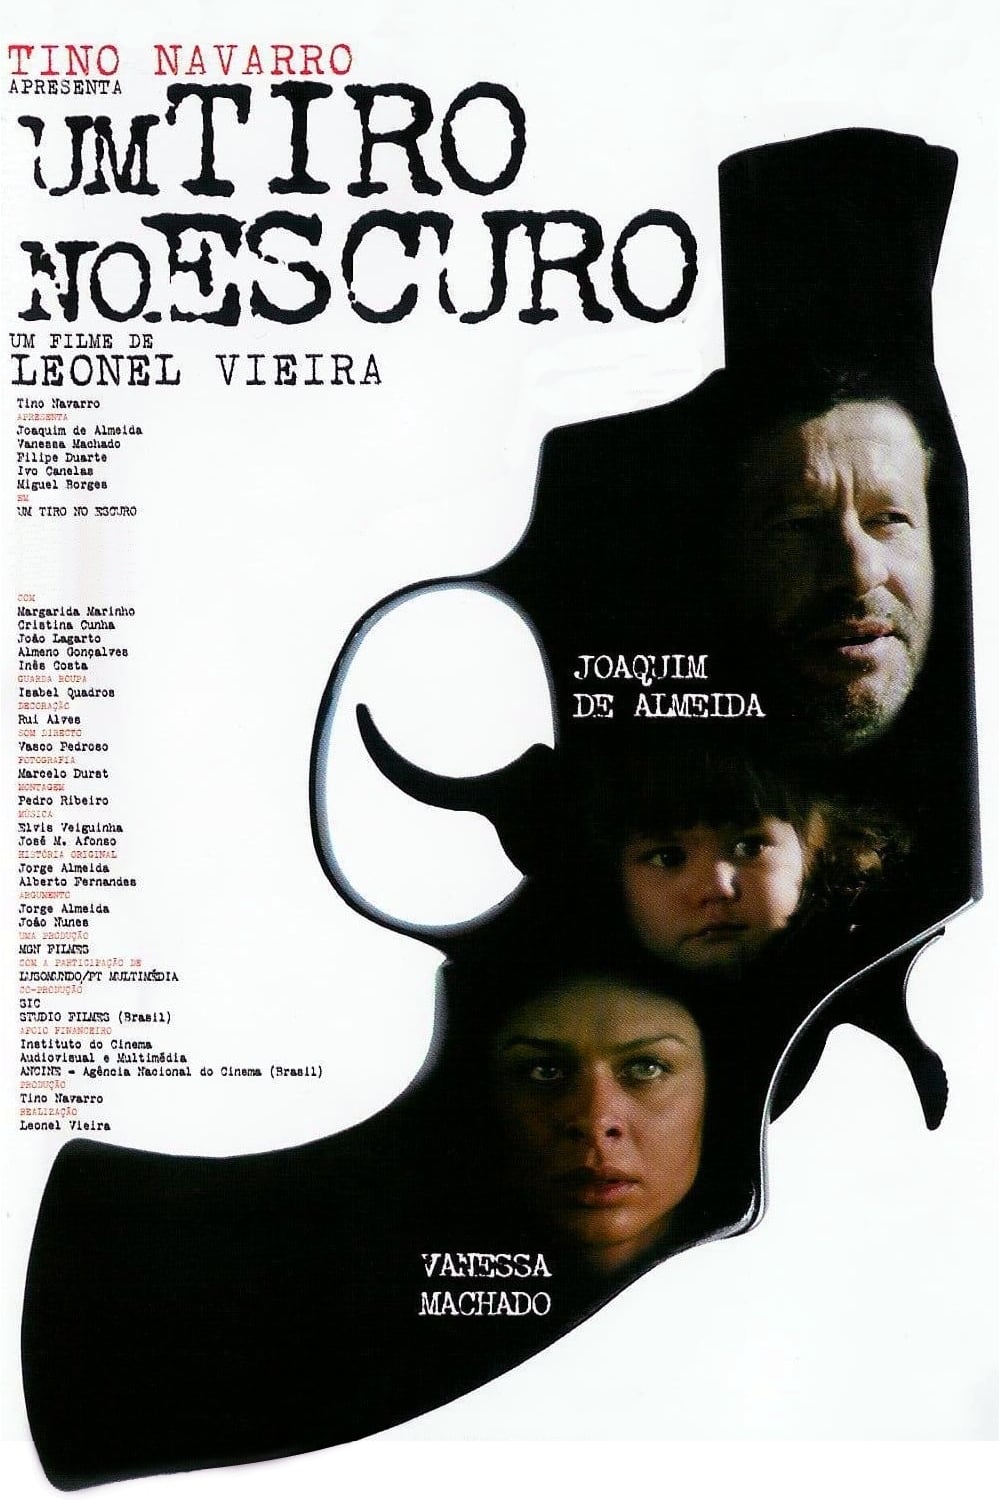 TINO NAVARRO
APRESENTA
UM TIRO
NO ESCURO
UM FILME DE
LEONEL VIEIRA
Tino Navarro
APRESENTA
Joaquim de Almeida
Vanessa Machado
Filipe Duarte
Ivo Canelas
Miguel Borges
EM
UM TIRO NO ESCURO
COM
Margarida Marinho
Cristina Cunha
João Lagarto
Almeno Gonçalves
Inês Costa
GUARDA ROUPA
Isabel Quadros
DECORAÇÃO
Rui Alves
SOM DIRECTO
Vasco Pedroso
FOTOGRAFIA
Marcelo Durst
MONTAGEM
Pedro Ribeiro
MÚSICA
Elvis Veiguinha
José M. Afonso
HISTÓRIA ORIGINAL
Jorge Almeida
Alberto Fernandes
ARGUMENTO
Jorge Almeida
João Nunes
UMA PRODUÇÃO
MGN FILMES
COM A PARTICIPAÇÃO DE
LUSOMUNDO/PT MULTIMÉDIA
CO-PRODUÇÃO
SIC
STUDIO FILMES (Brasil)
APOIO FINANCEIRO
Instituto do Cinema
Audiovisual e Multimédia
ANCINE - Agência Nacional do Cinema (Brasil)
PRODUÇÃO
Tino Navarro
REALIZAÇÃO
Leonel Vieira
JOAQUIM
DE ALMEIDA
VANESSA
MACHADO